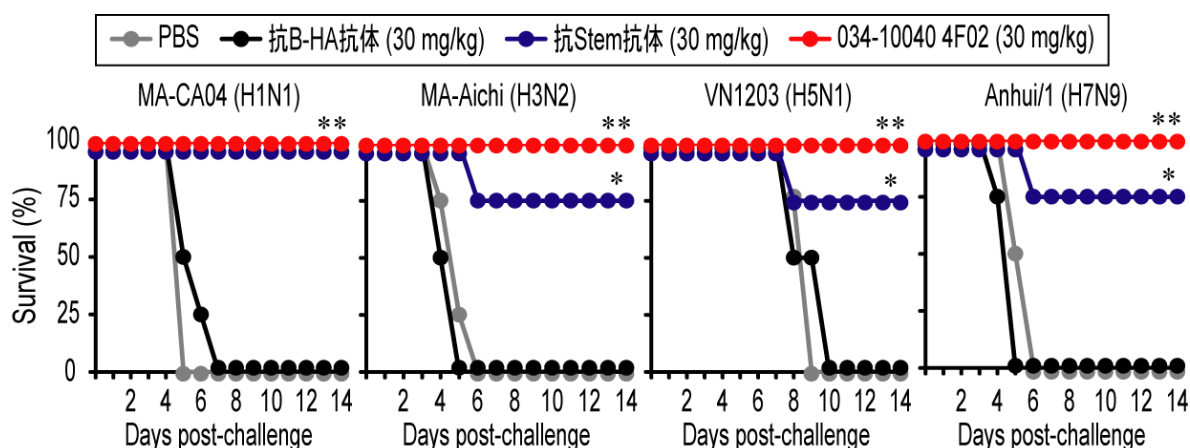 PBS 抗B-HA抗体 (30 mg/kg) 抗Stem抗体 (30 mg/kg) 034-10040 4F02 (30 mg/kg)
MA-CA04 (H1N1) MA-Aichi (H3N2) VN1203 (H5N1) Anhui/1 (H7N9)
** ** ** **
* * *
Survival (%)
100
75
50
25
0
2 4 6 8 10 12 14 2 4 6 8 10 12 14 2 4 6 8 10 12 14 2 4 6 8 10 12 14
Days post-challenge Days post-challenge Days post-challenge Days post-challenge